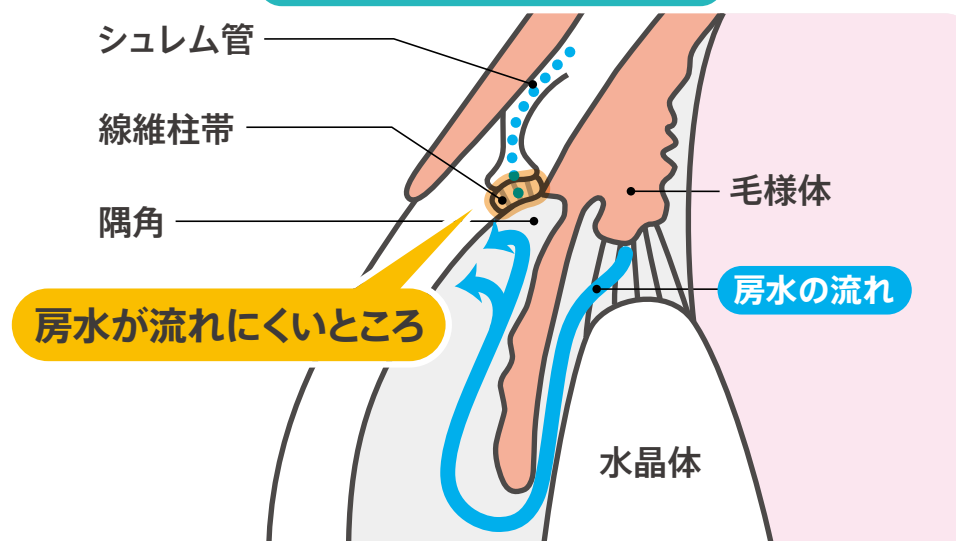 シュレム管
線維柱帯
隅角
房水が流れにくいところ
毛様体
房水の流れ
水晶体